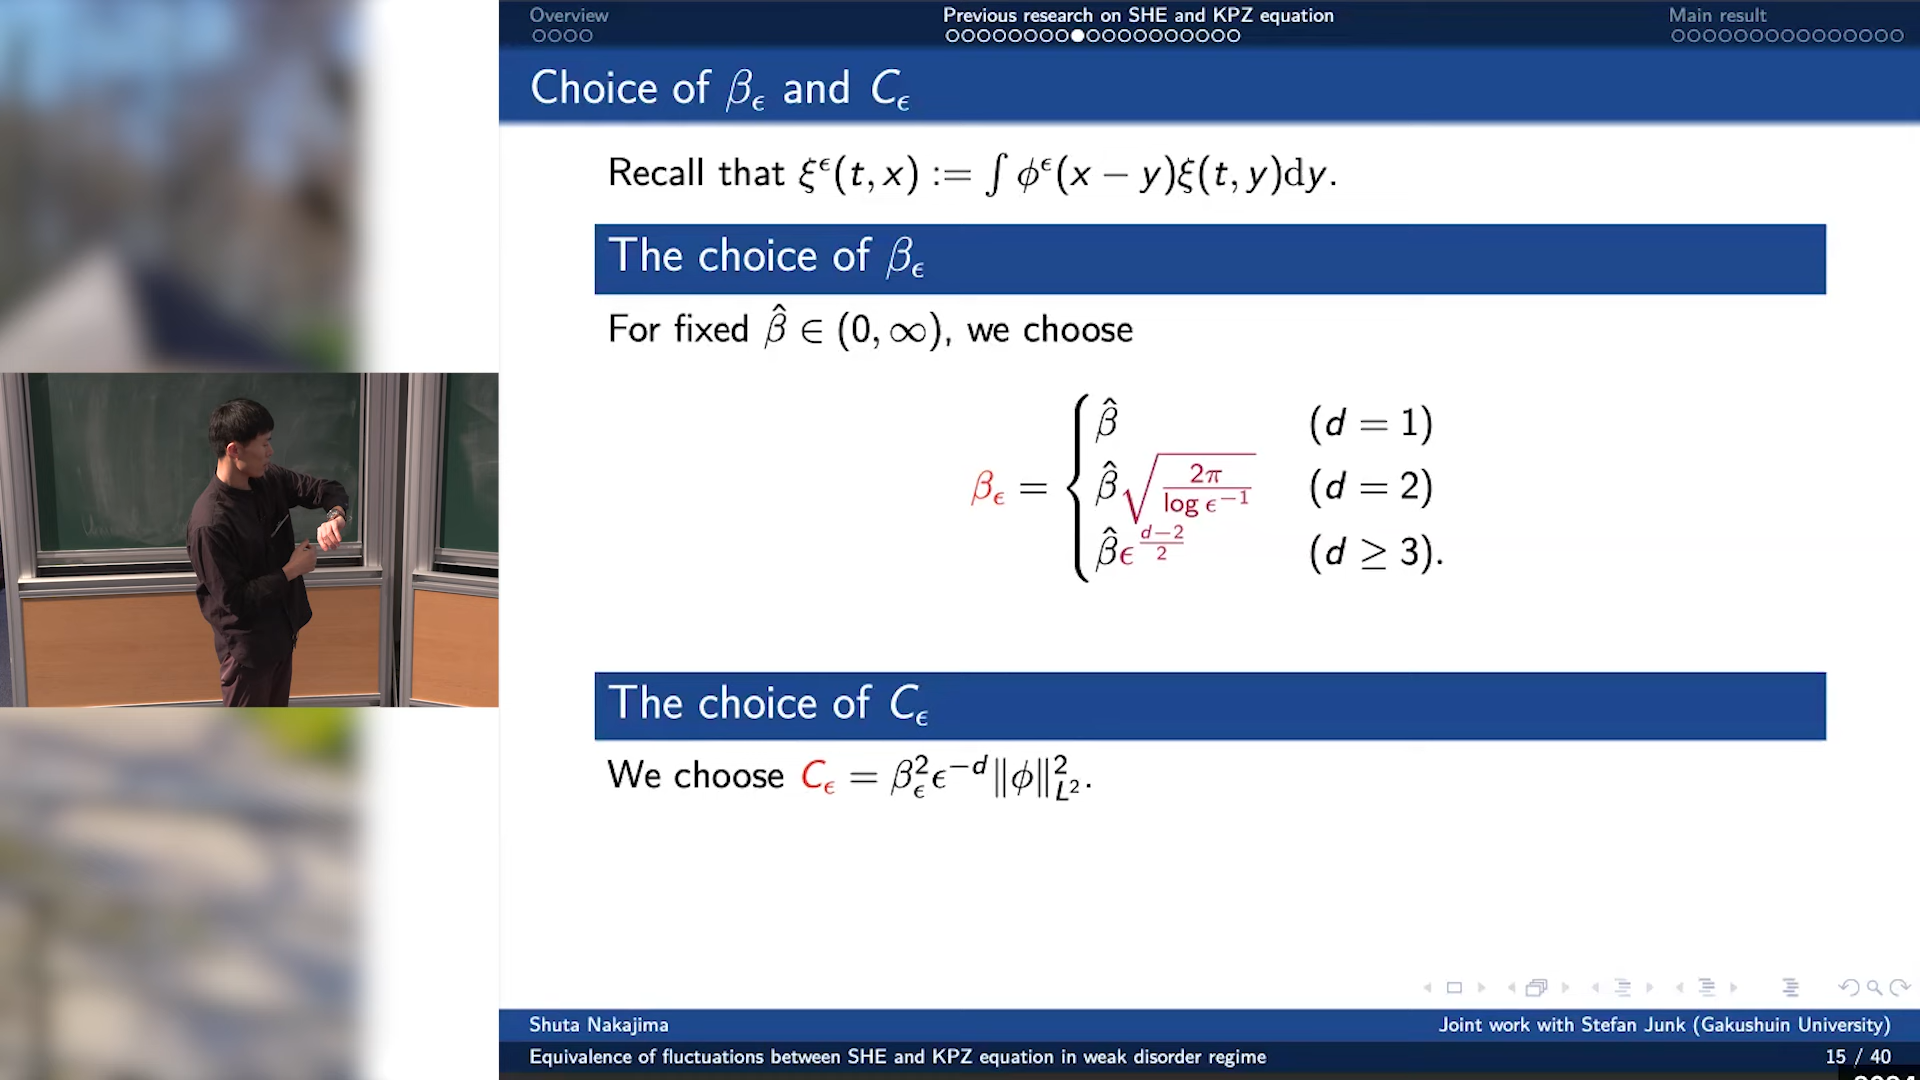 Overview
Previous research on SHE and KPZ equation
Main result
Choice of β_ϵ and C_ϵ
Recall that ξ^ϵ(t, x) := ∫ ϕ^ϵ(x − y)ξ(t, y)dy.
The choice of β_ϵ
For fixed β̂ ∈ (0, ∞), we choose
β_ϵ = { β̂ (d = 1)
β̂ √(2π / log ϵ^{−1}) (d = 2)
β̂ϵ^{(d−2)/2} (d ≥ 3).
The choice of C_ϵ
We choose C_ϵ = β_ϵ^2 ϵ^{−d} ‖ϕ‖^2_{L^2}.
Shuta Nakajima
Joint work with Stefan Junk (Gakushuin University)
Equivalence of fluctuations between SHE and KPZ equation in weak disorder regime
15 / 40